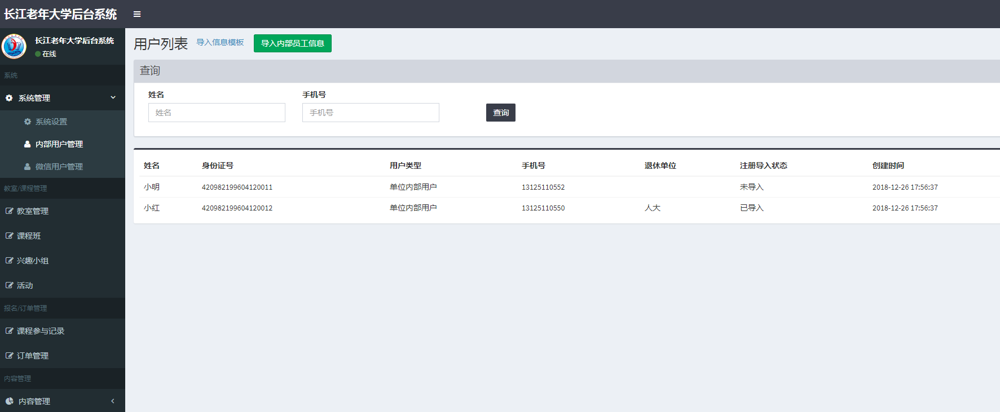 长江老年大学后台系统
长江老年大学后台系统
在线
系统
系统管理
系统设置
内部用户管理
微信用户管理
教室/课程管理
教室管理
课程班
兴趣小组
活动
报名/订单管理
课程参与记录
订单管理
内容管理
内容管理
用户列表 导入信息模板 导入内部员工信息
查询
姓名 手机号
姓名 手机号 查询
姓名 身份证号 用户类型 手机号 退休单位 注册导入状态 创建时间
小明 420982199604120011 单位内部用户 13125110552 未导入 2018-12-26 17:56:37
小红 420982199604120012 单位内部用户 13125110550 人大 已导入 2018-12-26 17:56:37